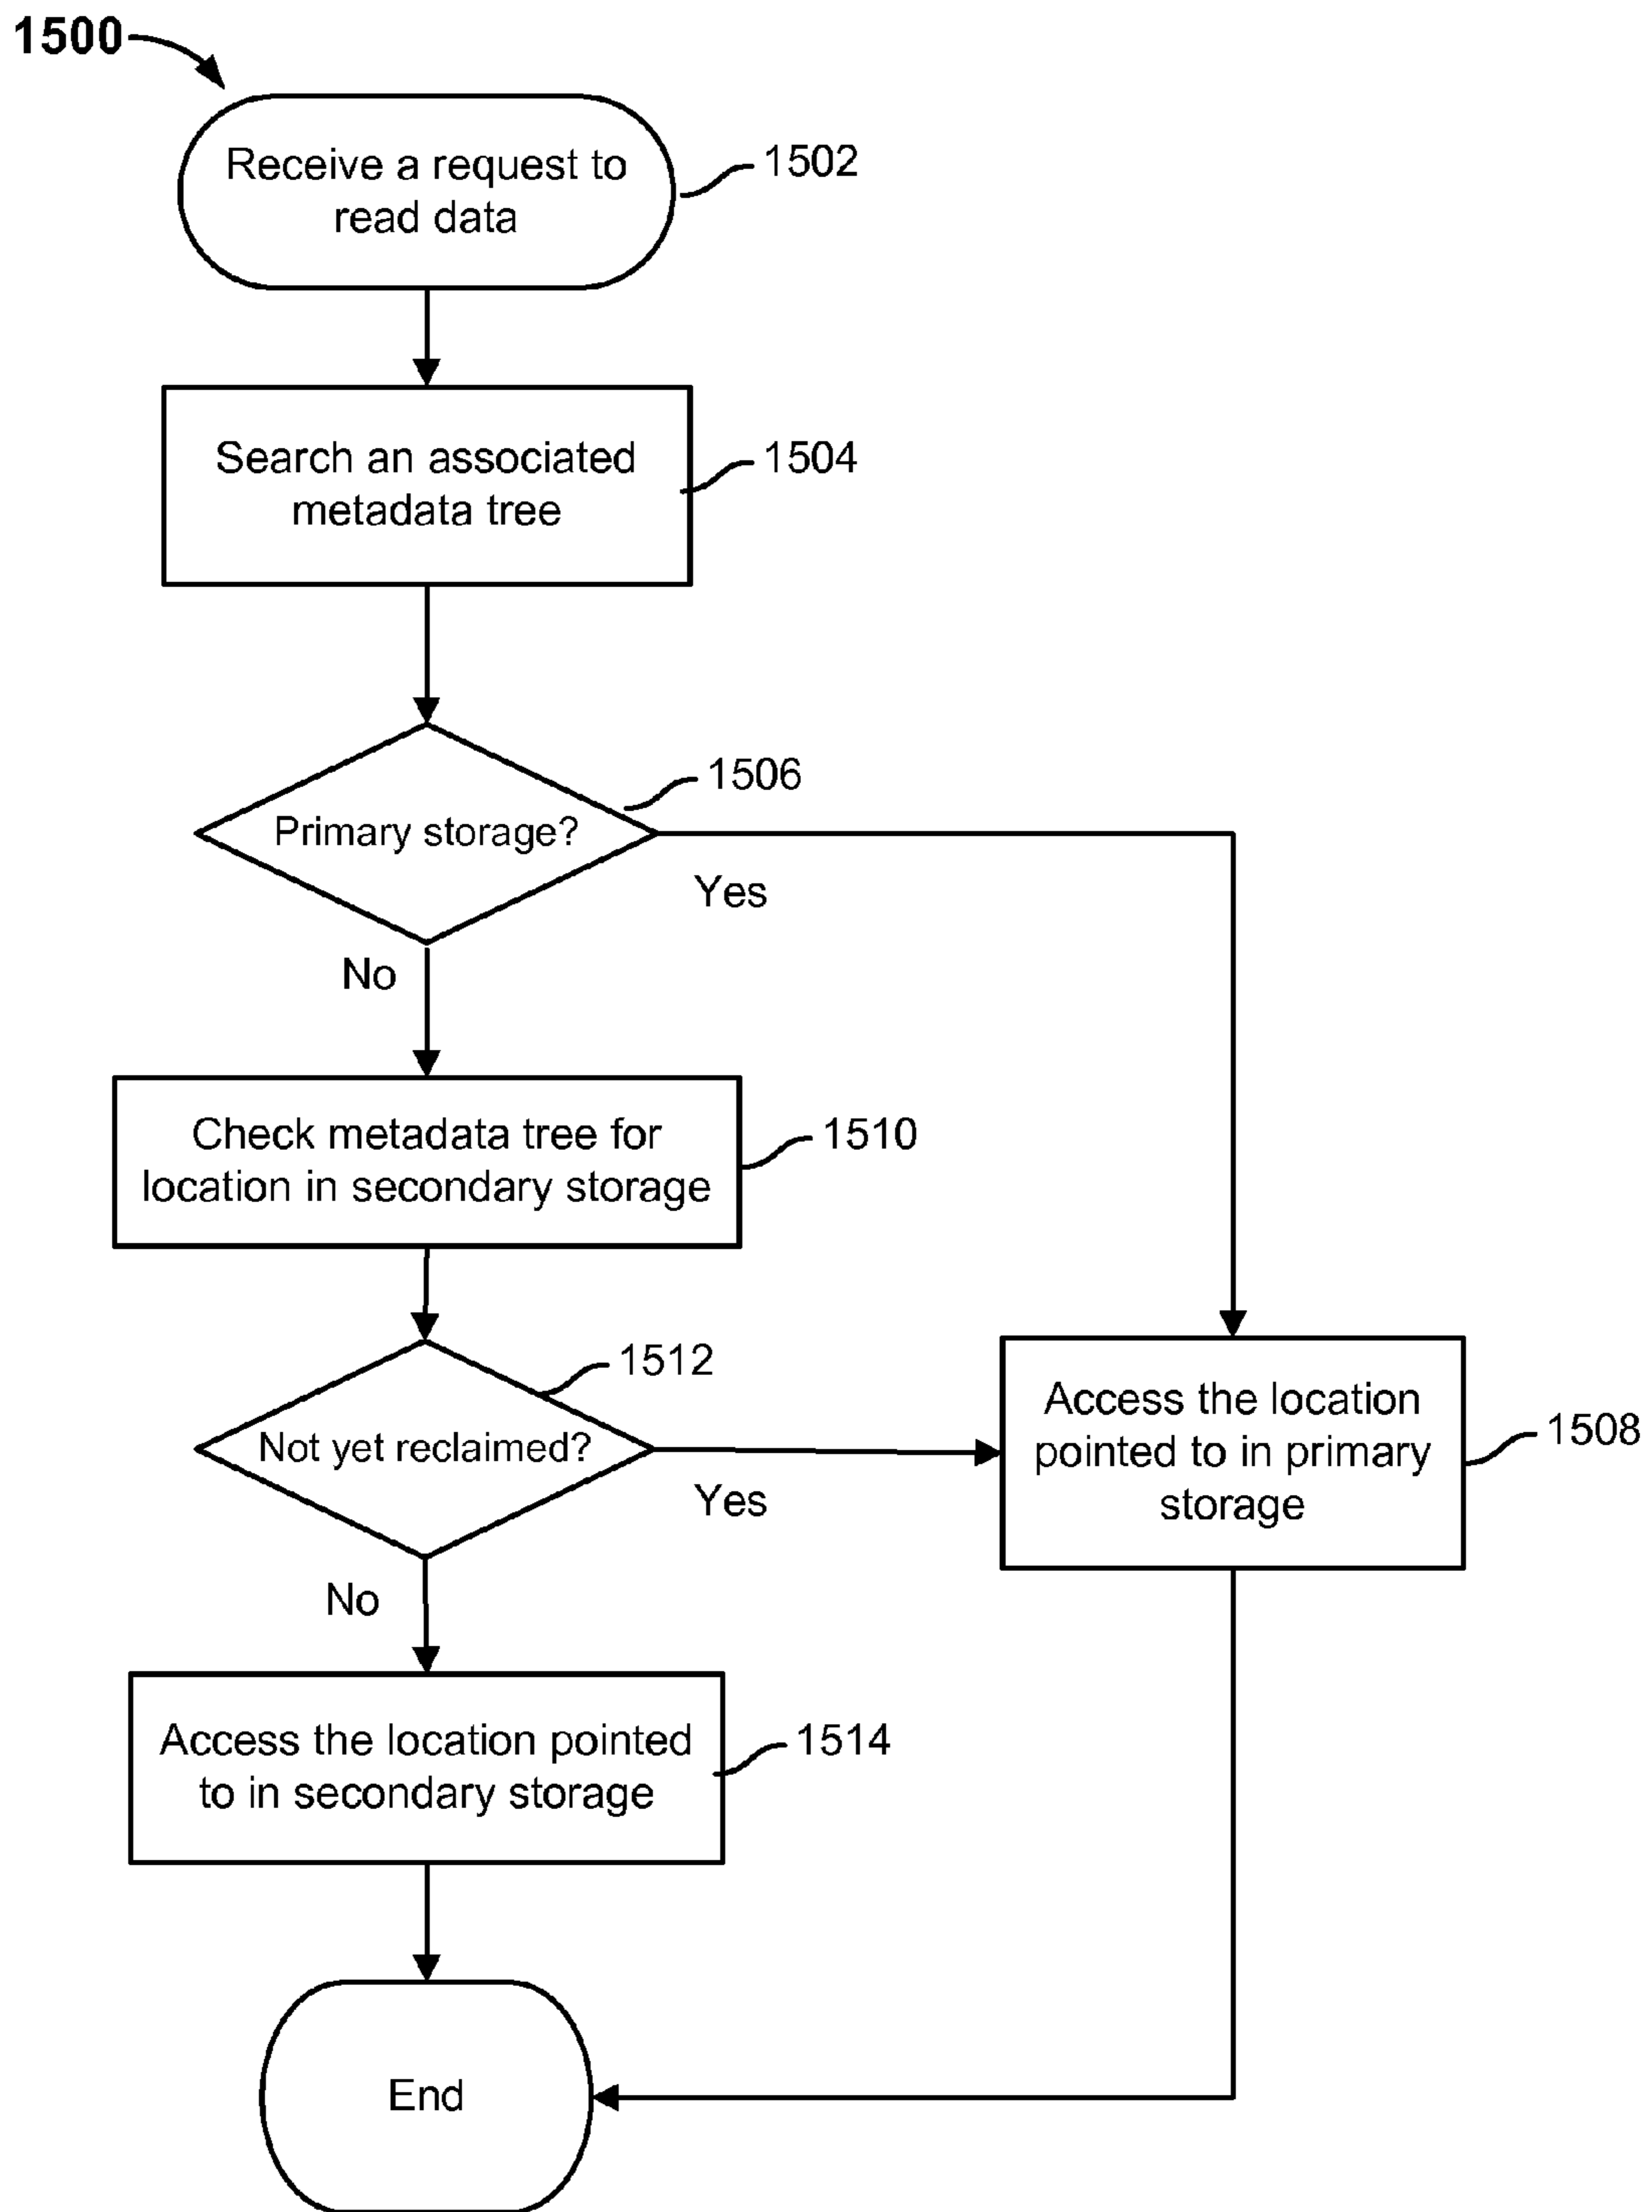 1500
Receive a request to
read data
1502
Search an associated
metadata tree
1504
1506
Primary storage?
Yes
No
Check metadata tree for
location in secondary storage
1510
1512
Not yet reclaimed?
Yes
No
Access the location
pointed to in primary
storage
1508
Access the location pointed
to in secondary storage
1514
End